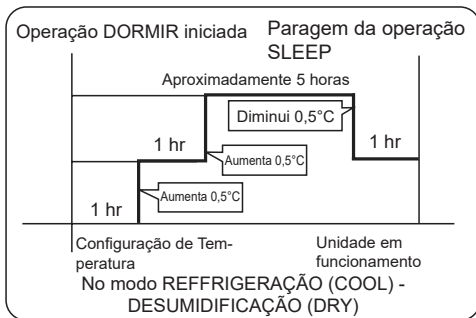 Operação DORMIR iniciada
Paragem da operação
SLEEP
Aproximadamente 5 horas
Diminui 0,5°C
1 hr
1 hr
Aumenta 0,5°C
Aumenta 0,5°C
1 hr
Configuração de Tem-
peratura
Unidade em
funcionamento
No modo REFFRIGERAÇÃO (COOL) -
DESUMIDIFICAÇÃO (DRY)